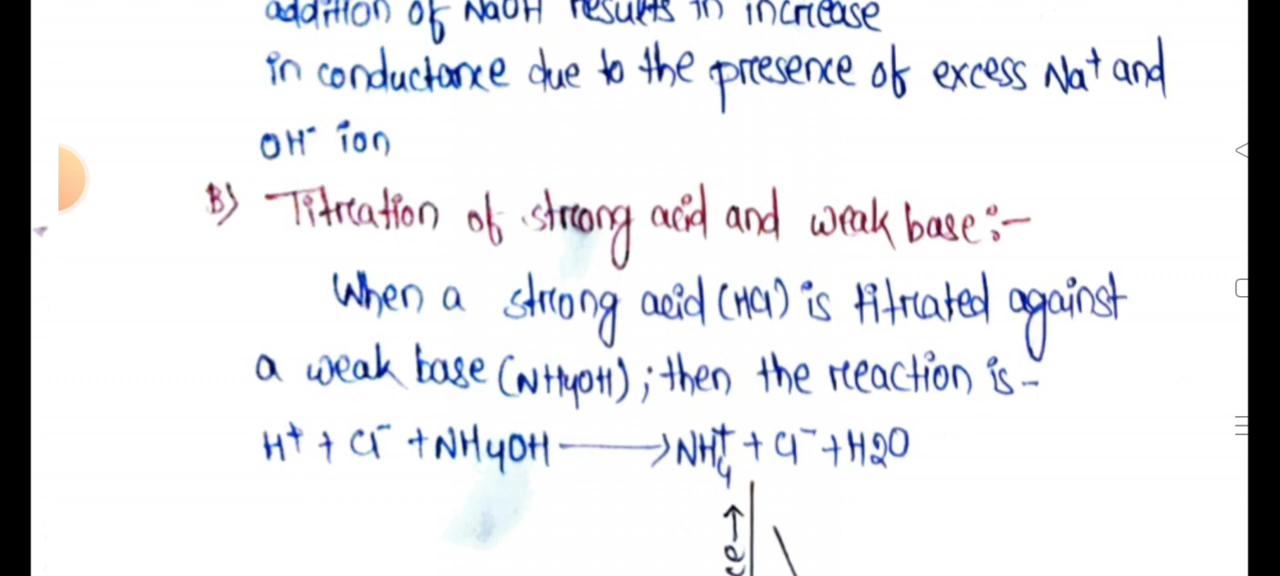 addition of NaOH results in increase
in conductance due to the presence of excess Na⁺ and
OH⁻ ion
B) Titration of strong acid and weak base :-
When a strong acid (HCl) is titrated against
a weak base (NH4OH) ; then the reaction is -
H⁺ + Cl⁻ + NH4OH ⟶ NH₄⁺ + Cl⁻ + H2O